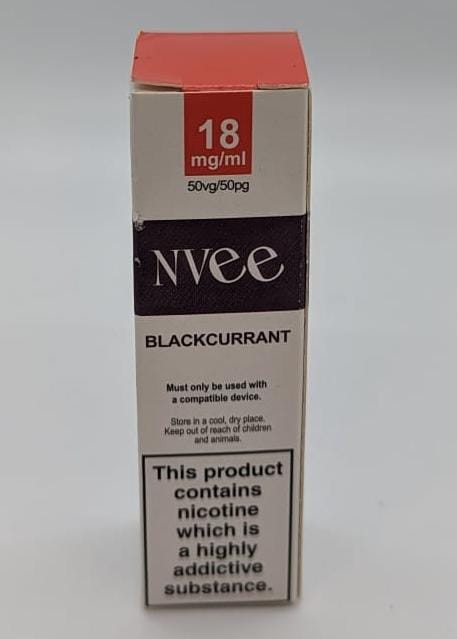 18
mg/ml
50vg/50pg
NVee
BLACKCURRANT
Must only be used with
a compatible device.
Store in a cool, dry place.
Keep out of reach of children
and animals.
This product
contains
nicotine
which is
a highly
addictive
substance.